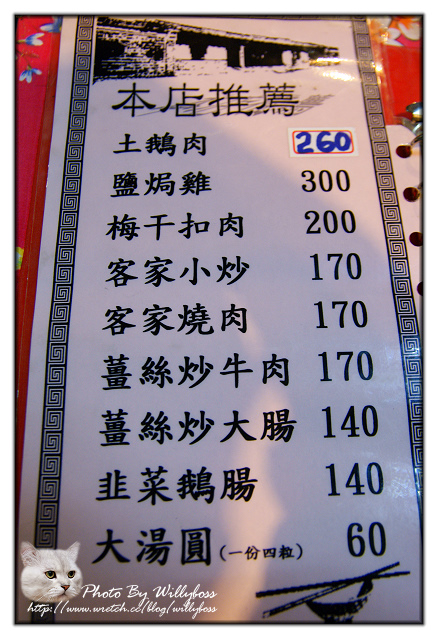 本店推薦
土鵝肉 260
鹽焗雞 300
梅干扣肉 200
客家小炒 170
客家燒肉 170
薑絲炒牛肉 170
薑絲炒大腸 140
韭菜鵝腸 140
大湯圓(一份四粒) 60
Photo By Willyboss
http://www.wretch.cc/blog/willyboss